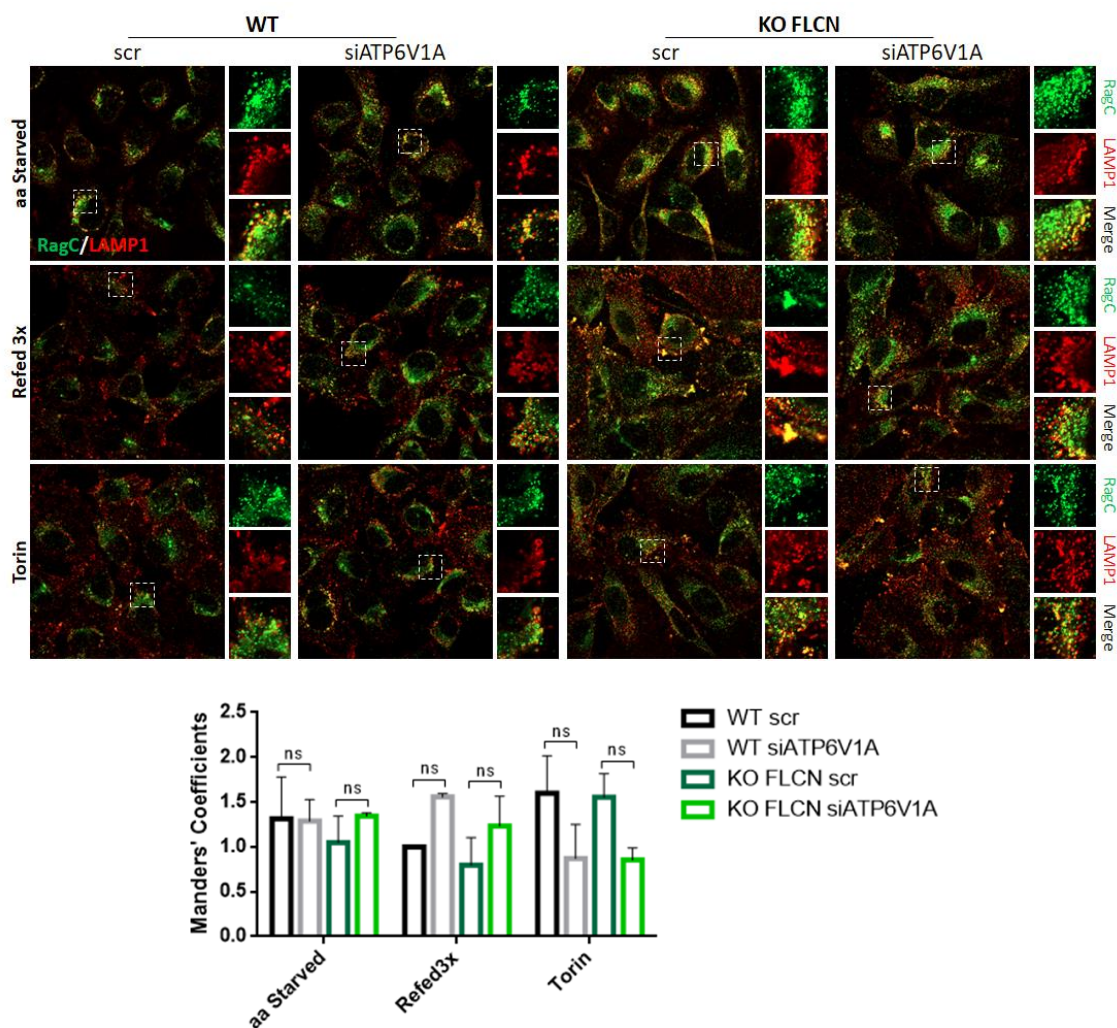 WT KO FLCN
scr siATP6V1A scr siATP6V1A
aa Starved
RagC/LAMP1
RagC
LAMP1
Merge
Refed 3x
RagC
LAMP1
Merge
Torin
RagC
LAMP1
Merge
Manders' Coefficients
2.5
2.0
1.5
1.0
0.5
0.0
ns ns ns ns ns ns
aa Starved Refed3x Torin
WT scr
WT siATP6V1A
KO FLCN scr
KO FLCN siATP6V1A